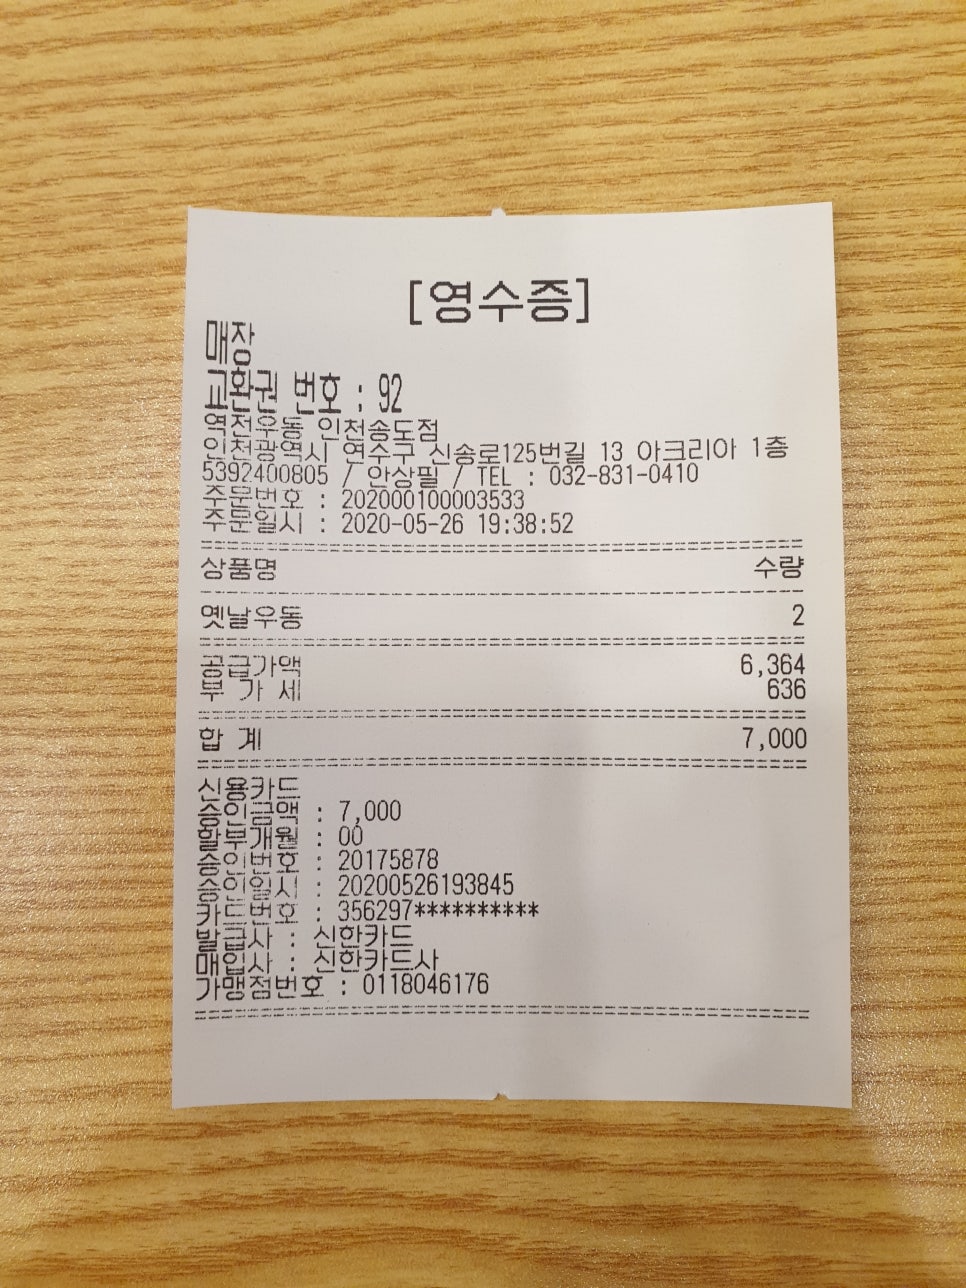 [영수증]
매장
교환권 번호 : 92
역전우동 인천송도점
인천광역시 연수구 신송로125번길 13 아크리아 1층
5392400805 / 안상필 / TEL : 032-831-0410
주문번호 : 202000100003533
주문일시 : 2020-05-26 19:38:52
상품명 수량
옛날우동 2
공급가액 6,364
부 가 세 636
합 계 7,000
신용카드
승인금액 : 7,000
할부개월 : 00
승인번호 : 20175878
승인일시 : 20200526193845
카드번호 : 356297**********
발급사 : 신한카드
매입사 : 신한카드사
가맹점번호 : 0118046176